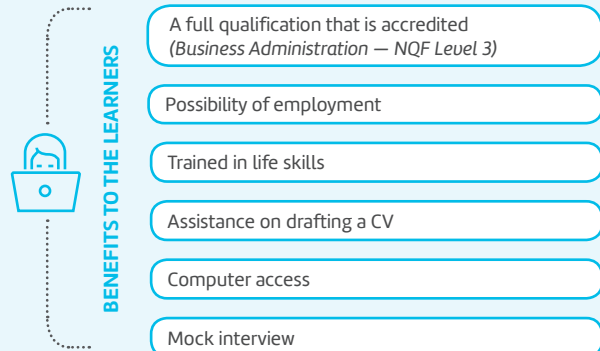 BENEFITS TO THE LEARNERS
A full qualification that is accredited
(Business Administration — NQF Level 3)
Possibility of employment
Trained in life skills
Assistance on drafting a CV
Computer access
Mock interview